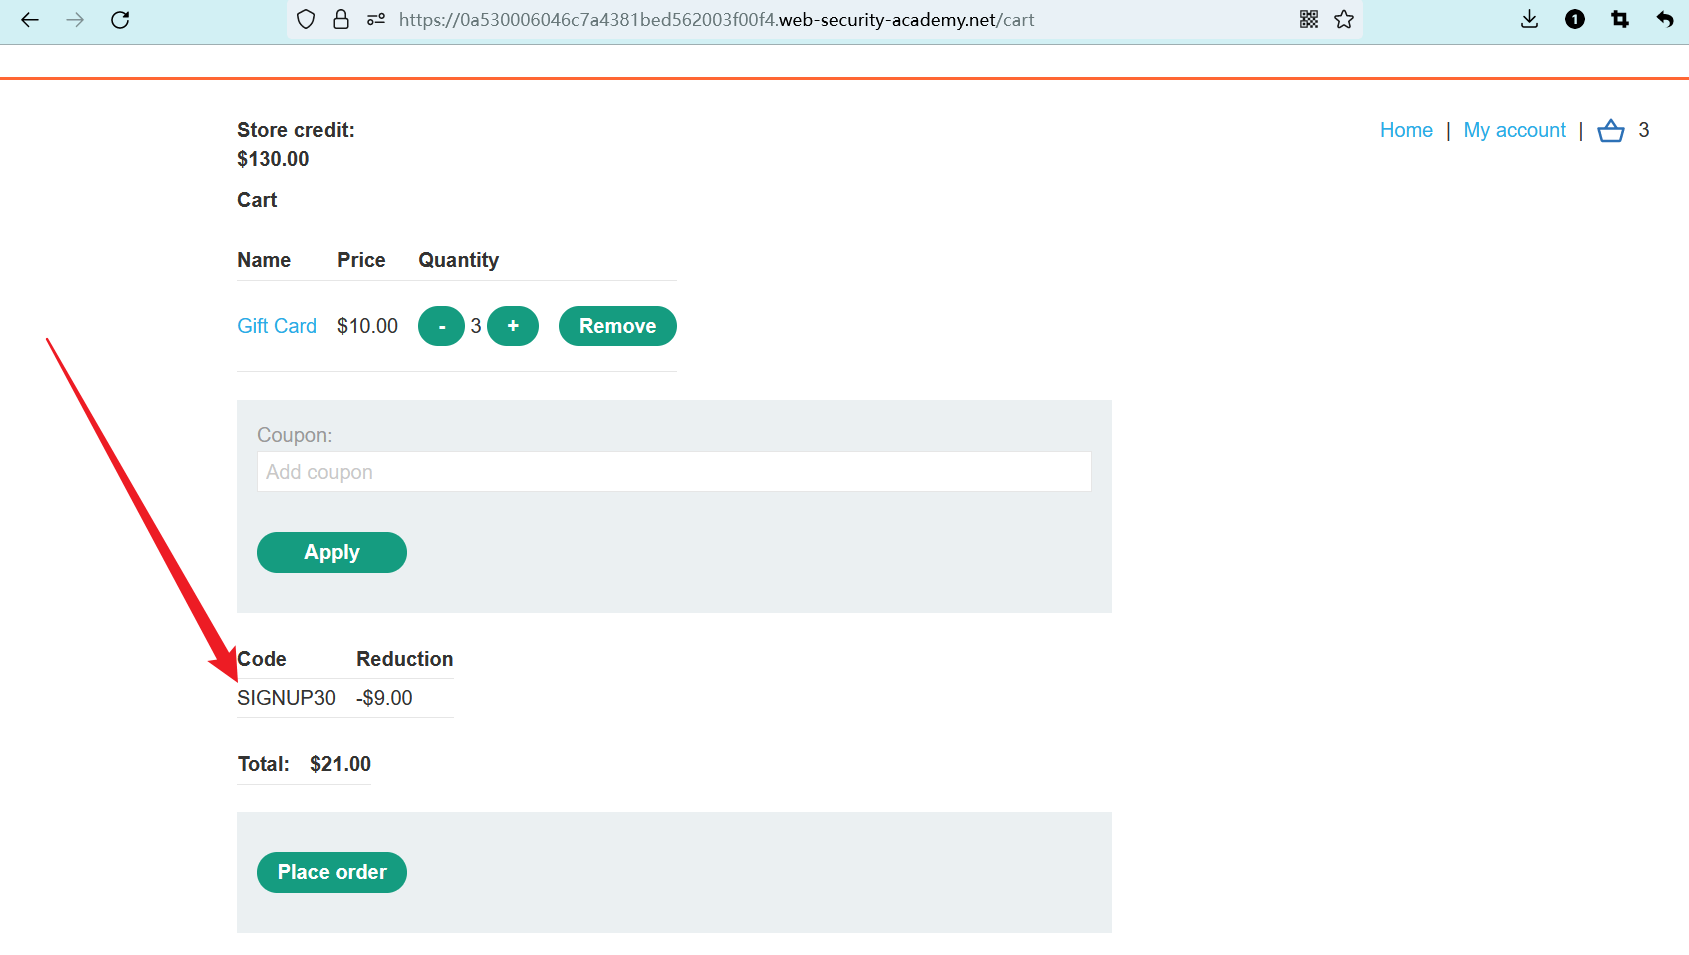 https://0a530006046c7a4381bed562003f00f4.web-security-academy.net/cart
1
Store credit:
$130.00
Home | My account | 3
Cart
Name Price Quantity
Gift Card $10.00 - 3 + Remove
Coupon:
Add coupon
Apply
Code Reduction
SIGNUP30 -$9.00
Total: $21.00
Place order